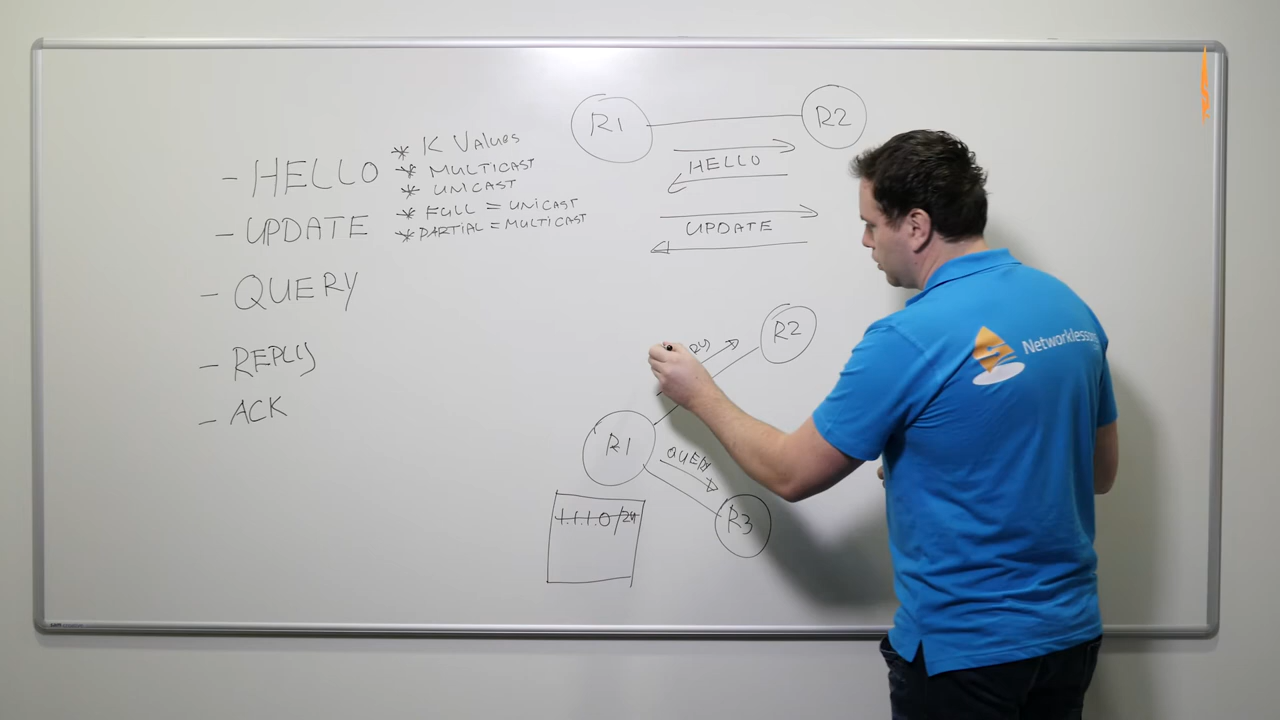 - HELLO
* K Values
* MULTICAST
* UNICAST
- UPDATE
* FULL = UNICAST
* PARTIAL = MULTICAST
- QUERY
- REPLY
- ACK
R1
R2
HELLO
UPDATE
R2
R1
QUERY
R3
1.1.1.0/24
Networklesson